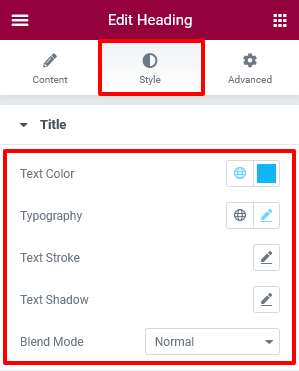 Edit Heading
Content Style Advanced
Title
Text Color
Typography
Text Stroke
Text Shadow
Blend Mode Normal